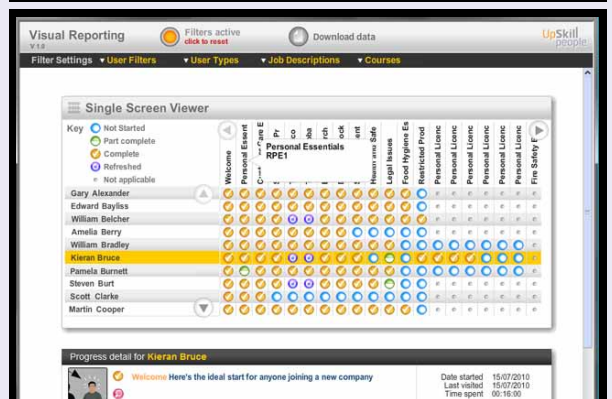 Visual Reporting
V 1.0
Filters active
click to reset
Download data
UpSkill
people
Filter Settings
User Filters
User Types
Job Descriptions
Courses
Single Screen Viewer
Key
Not Started
Part complete
Complete
Refreshed
Not applicable
Welcome
Personal Essent
Personal Essentials
RPE1
Legal Issues
Food Hygiene Es
Restricted Prod
Personal Licenc
Personal Licenc
Personal Licenc
Personal Licenc
Personal Licenc
Personal Licenc
Fire Safety E
Gary Alexander
Edward Bayliss
William Belcher
Amelia Berry
William Bradley
Kieran Bruce
Pamela Burnett
Steven Burt
Scott Clarke
Martin Cooper
Progress detail for Kieran Bruce
Welcome Here's the ideal start for anyone joining a new company
Date started 15/07/2010
Last visited 15/07/2010
Time spent 00:16:00